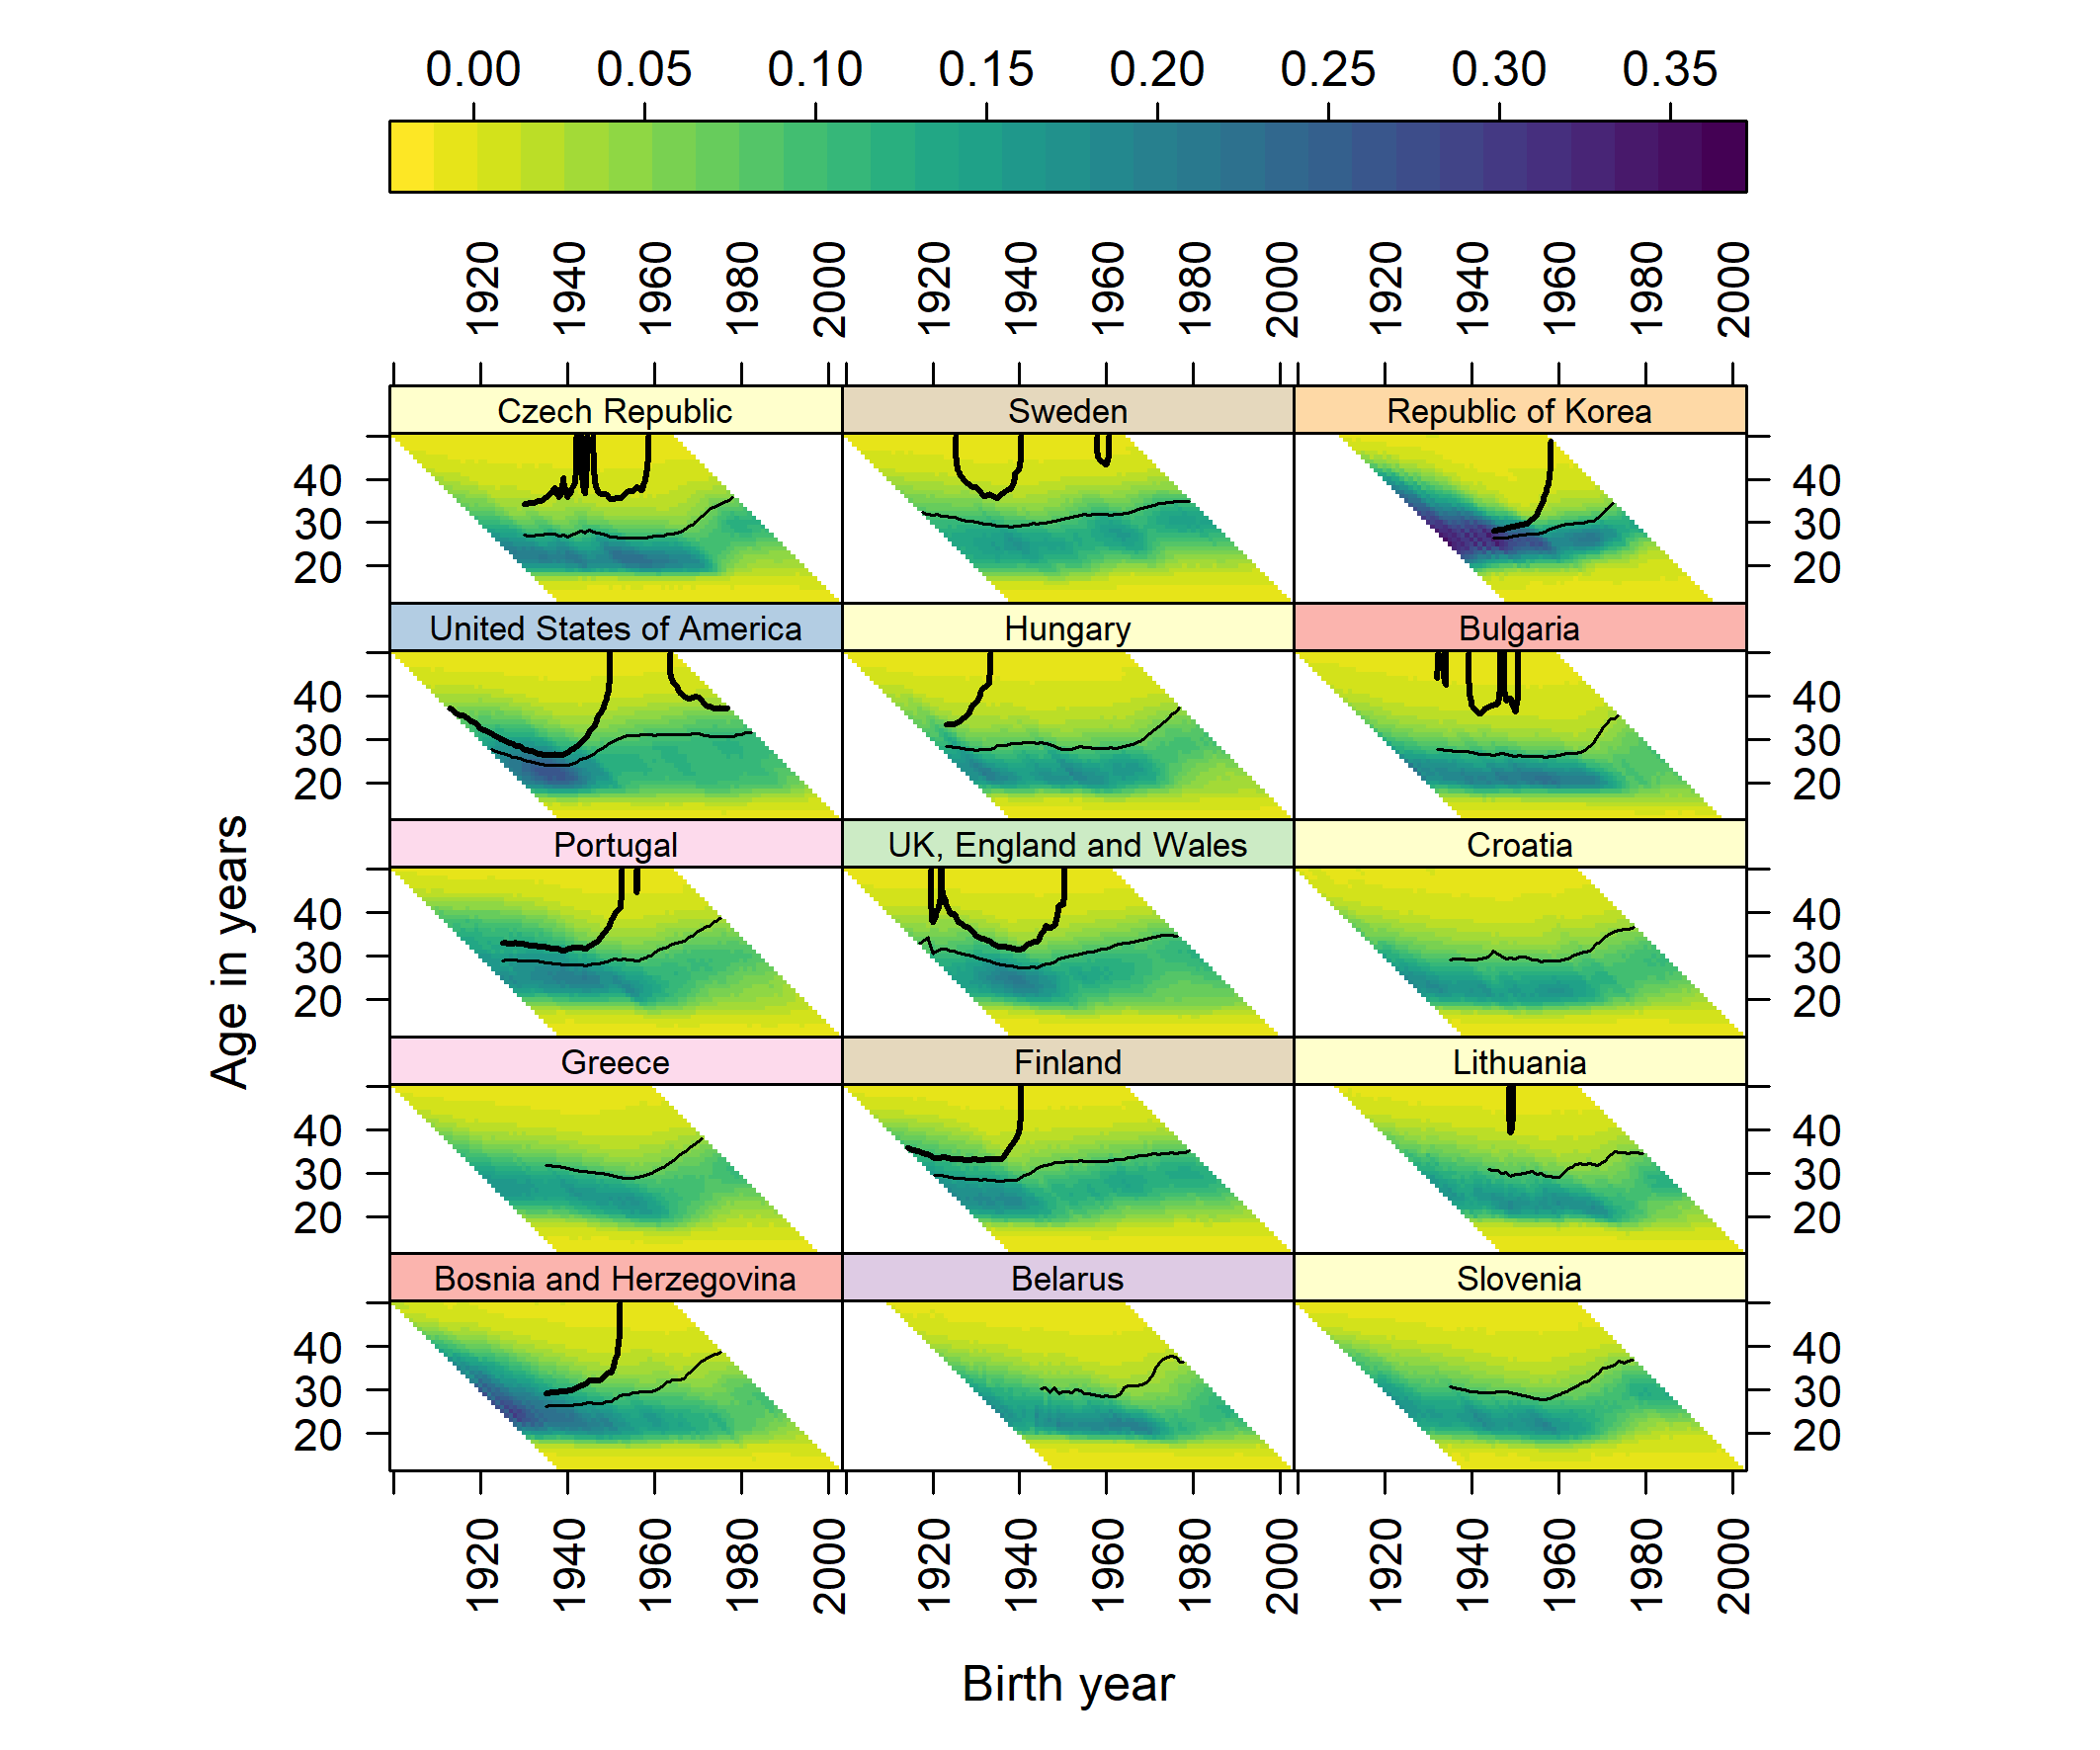 0.00 0.05 0.10 0.15 0.20 0.25 0.30 0.35
1920 1940 1960 1980 2000 1920 1940 1960 1980 2000 1920 1940 1960 1980 2000
Czech Republic Sweden Republic of Korea
40 40
30 30
20 20
United States of America Hungary Bulgaria
40 40
30 30
20 20
Portugal UK, England and Wales Croatia
40 40
30 30
20 20
Greece Finland Lithuania
40 40
30 30
20 20
Bosnia and Herzegovina Belarus Slovenia
40 40
30 30
20 20
1920 1940 1960 1980 2000 1920 1940 1960 1980 2000 1920 1940 1960 1980 2000
Age in years
Birth year